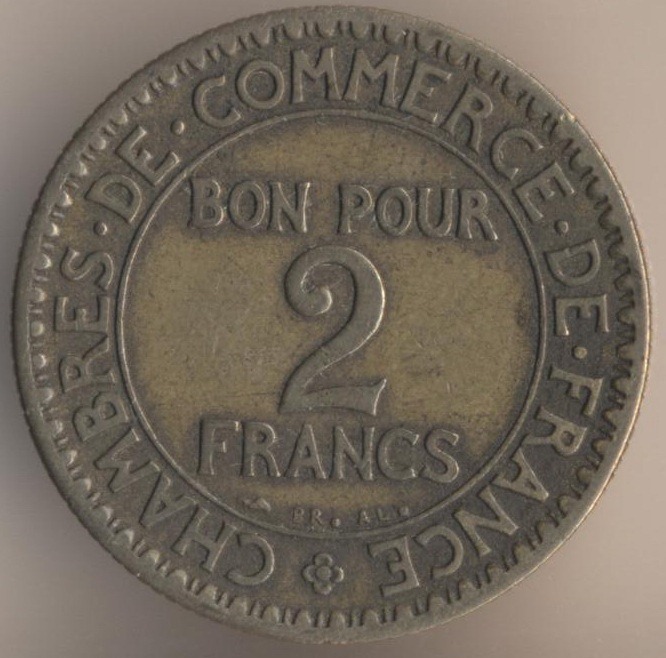 CHAMBRES · DE · COMMERCE · DE · FRANCE
BON POUR
2
FRANCS